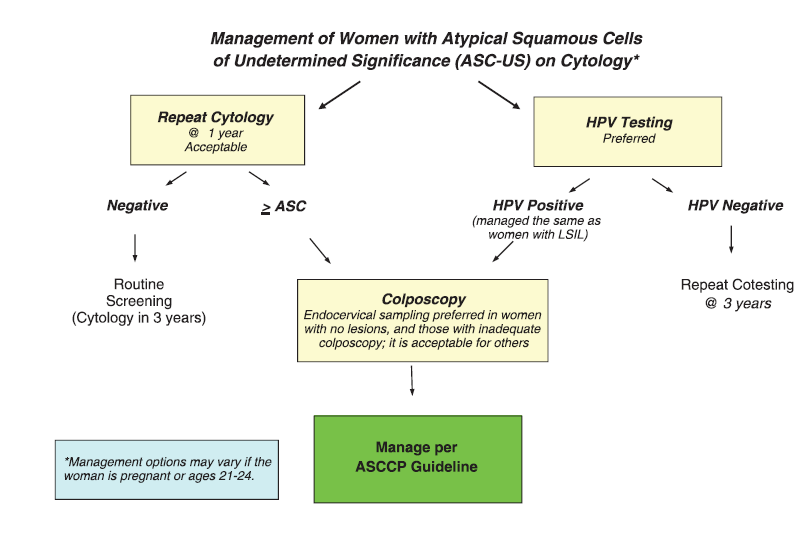 Management of Women with Atypical Squamous Cells
of Undetermined Significance (ASC-US) on Cytology*
Repeat Cytology
@ 1 year
Acceptable
HPV Testing
Preferred
Negative
≥ ASC
HPV Positive
(managed the same as
women with LSIL)
HPV Negative
Routine
Screening
(Cytology in 3 years)
Colposcopy
Endocervical sampling preferred in women
with no lesions, and those with inadequate
colposcopy; it is acceptable for others
Repeat Cotesting
@ 3 years
Manage per
ASCCP Guideline
*Management options may vary if the
woman is pregnant or ages 21-24.